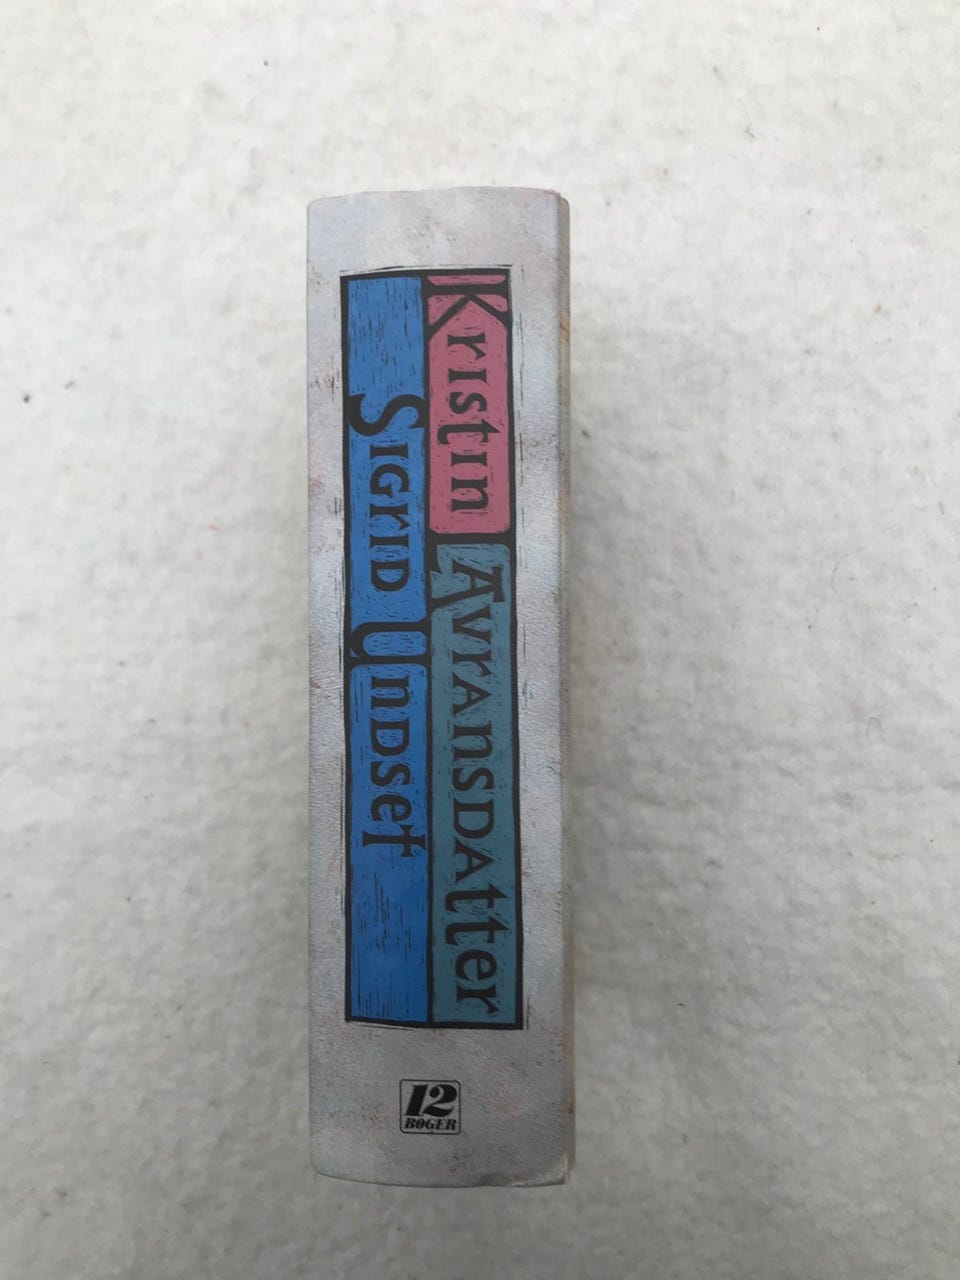 Kristin Lavransdatter
Sigrid Undset
12
BØGER